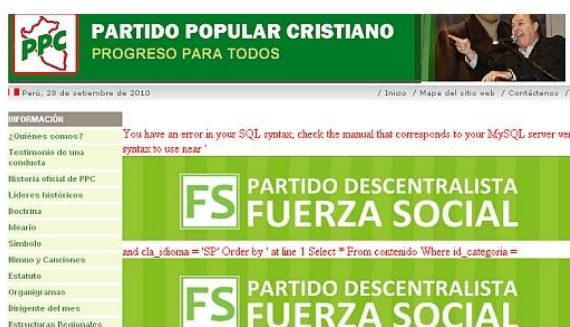 PPC
PARTIDO POPULAR CRISTIANO
PROGRESO PARA TODOS
Perú, 28 de setiembre de 2010
/ Inicio / Mapa del sitio web / Contáctenos /
INFORMACIÓN
¿Quiénes somos?
Testimonio de una
conducta
Historia oficial de PPC
Líderes históricos
Doctrina
Ideario
Símbolo
Himno y Canciones
Estatuto
Organigramas
Dirigente del mes
Estructuras Regionales
You have an error in your SQL syntax; check the manual that corresponds to your MySQL server ver
syntax to use near '
FS PARTIDO DESCENTRALISTA
FUERZA SOCIAL
and cla_idioma = 'SP' Order by ' at line 1 Select * From contenido Where id_categoria =
FS PARTIDO DESCENTRALISTA
FUERZA SOCIAL